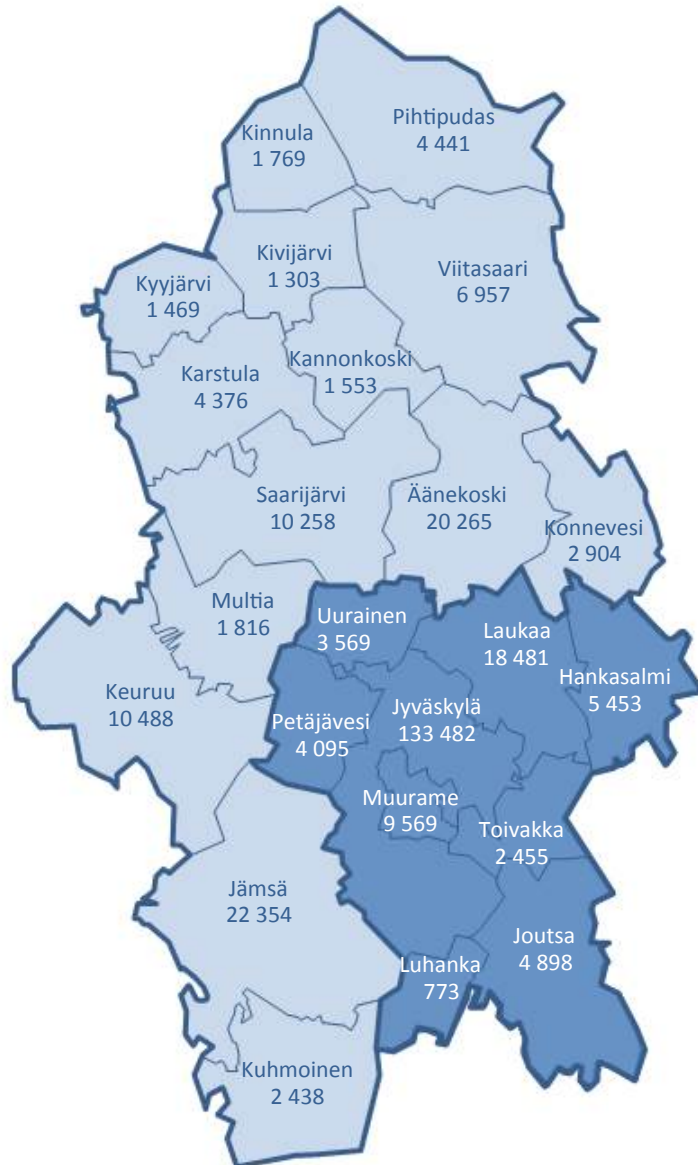 Pihtipudas
4 441
Kinnula
1 769
Kivijärvi
1 303
Viitasaari
6 957
Kyyjärvi
1 469
Kannonkoski
1 553
Karstula
4 376
Saarijärvi
10 258
Äänekoski
20 265
Konnevesi
2 904
Multia
1 816
Uurainen
3 569
Laukaa
18 481
Hankasalmi
5 453
Keuruu
10 488
Petäjävesi
4 095
Jyväskylä
133 482
Muurame
9 569
Toivakka
2 455
Jämsä
22 354
Joutsa
4 898
Luhanka
773
Kuhmoinen
2 438